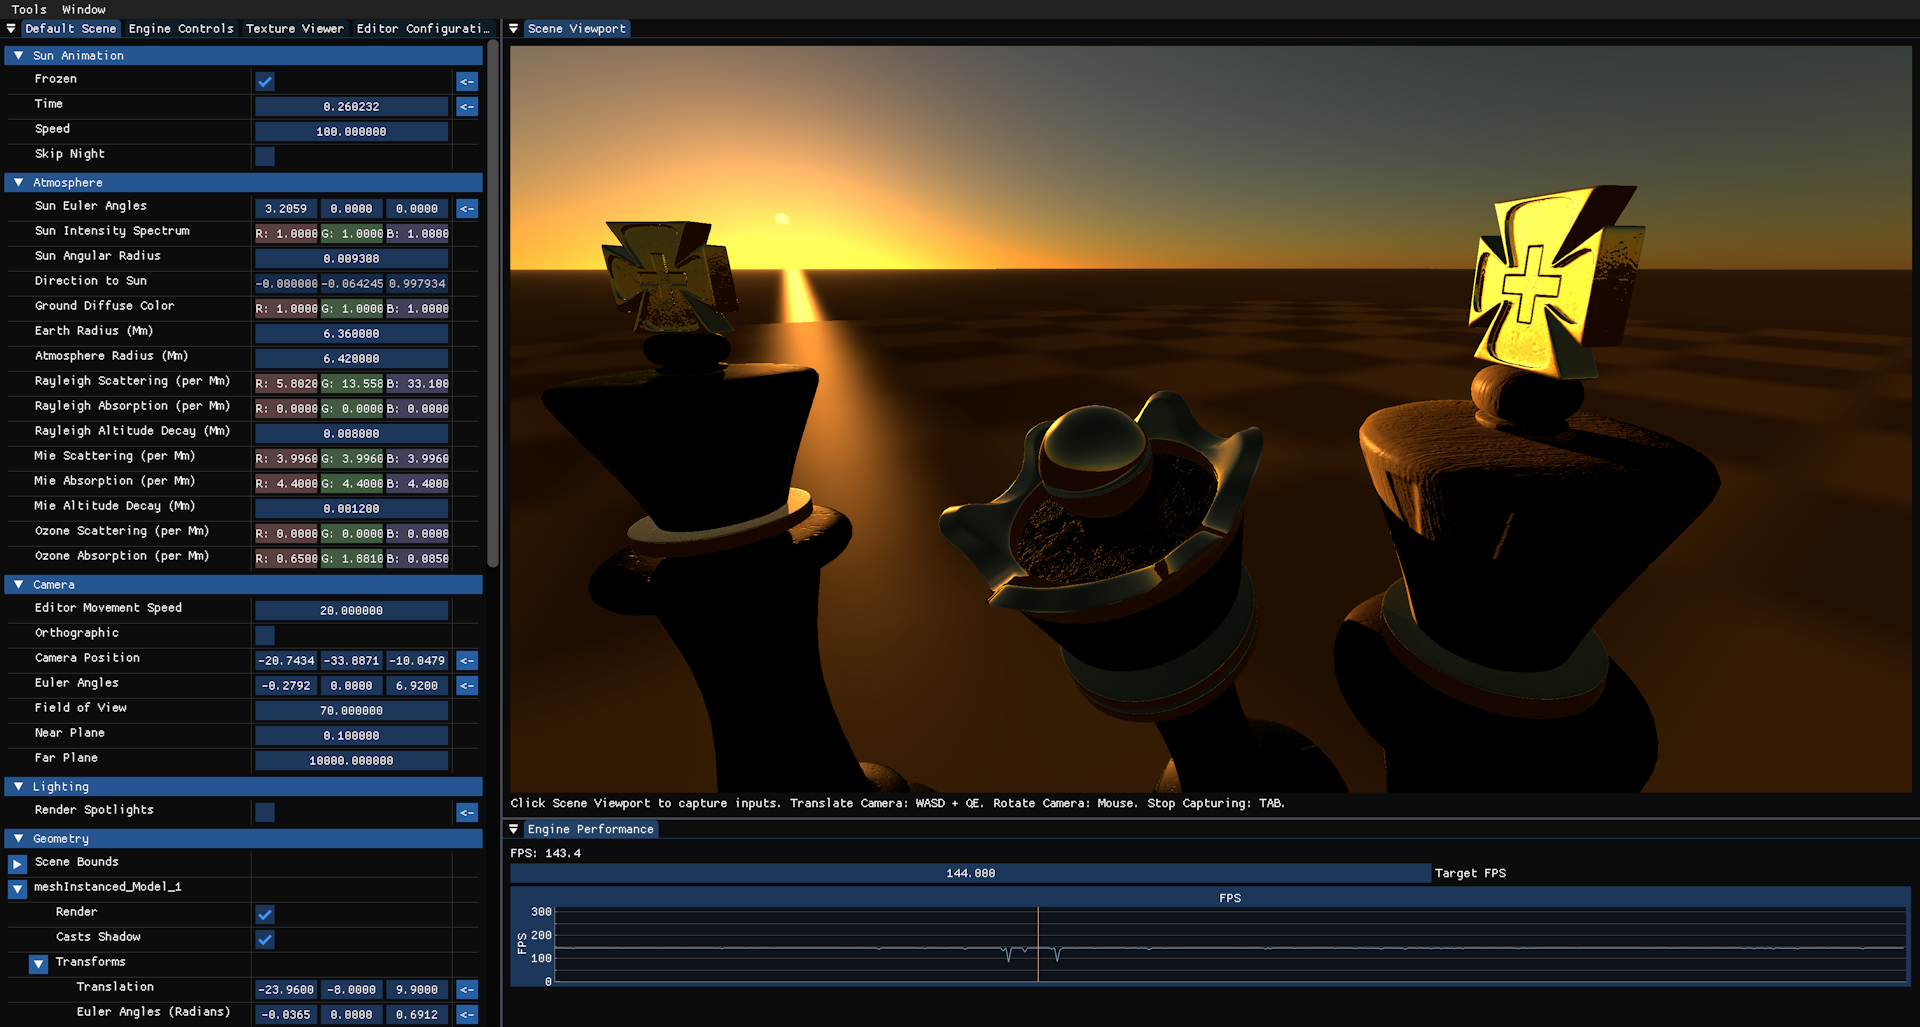 Tools Window
Default Scene Engine Controls Texture Viewer Editor Configurati…
Sun Animation
Frozen <-
Time 0.260232 <-
Speed 100.000000
Skip Night
Atmosphere
Sun Euler Angles 3.2059 0.0000 0.0000 <-
Sun Intensity Spectrum R: 1.0000 G: 1.0000 B: 1.0000
Sun Angular Radius 0.009308
Direction to Sun -0.000000 -0.064245 0.997934
Ground Diffuse Color R: 1.0000 G: 1.0000 B: 1.0000
Earth Radius (Mm) 6.360000
Atmosphere Radius (Mm) 6.420000
Rayleigh Scattering (per Mm) R: 5.8020 G: 13.558 B: 33.100
Rayleigh Absorption (per Mm) R: 0.0000 G: 0.0000 B: 0.0000
Rayleigh Altitude Decay (Mm) 0.008000
Mie Scattering (per Mm) R: 3.9960 G: 3.9960 B: 3.9960
Mie Absorption (per Mm) R: 4.4000 G: 4.4000 B: 4.4000
Mie Altitude Decay (Mm) 0.001200
Ozone Scattering (per Mm) R: 0.0000 G: 0.0000 B: 0.0000
Ozone Absorption (per Mm) R: 0.6500 G: 1.8810 B: 0.0850
Camera
Editor Movement Speed 20.000000
Orthographic
Camera Position -20.7434 -33.8871 -10.0479 <-
Euler Angles -0.2792 0.0000 6.9200 <-
Field of View 70.000000
Near Plane 0.100000
Far Plane 10000.000000
Lighting
Render Spotlights <-
Geometry
Scene Bounds
meshInstanced_Model_1
Render
Casts Shadow
Transforms
Translation -23.9600 -8.0000 9.9000 <-
Euler Angles (Radians) -0.0365 0.0000 0.6912 <-
Scene Viewport
Click Scene Viewport to capture inputs. Translate Camera: WASD + QE. Rotate Camera: Mouse. Stop Capturing: TAB.
Engine Performance
FPS: 143.4
144.000 Target FPS
FPS
FPS
300
200
100
0